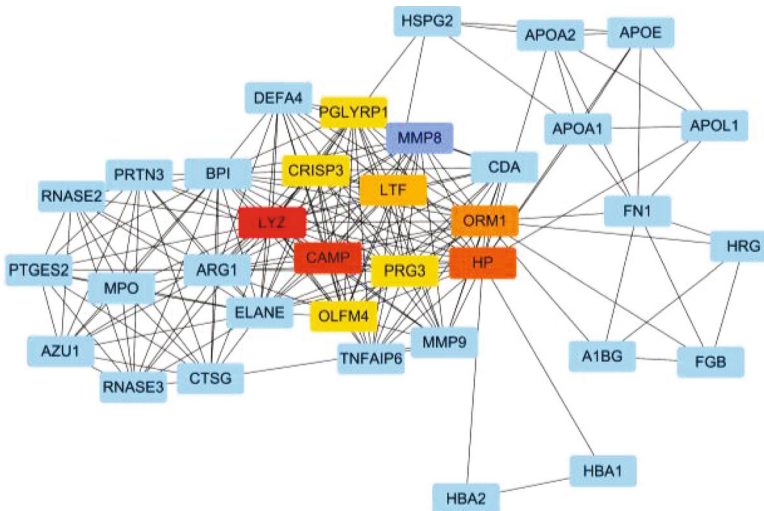 HSPG2
APOA2
APOE
DEFA4
PGLYRP1
MMP8
APOA1
APOL1
PRTN3
BPI
CRISP3
CDA
RNASE2
LTF
LYZ
ORM1
FN1
HRG
PTGES2
MPO
ARG1
CAMP
PRG3
HP
ELANE
OLFM4
AZU1
TNFAIP6
MMP9
A1BG
FGB
RNASE3
CTSG
HBA1
HBA2